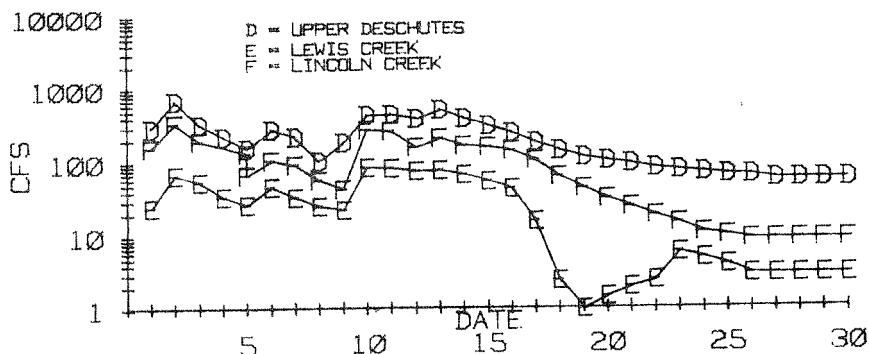 10000
D = UPPER DESCHUTES
E = LEWIS CREEK
F = LINCOLN CREEK
1000
100
CFS
10
1
DATE
5 10 15 20 25 30